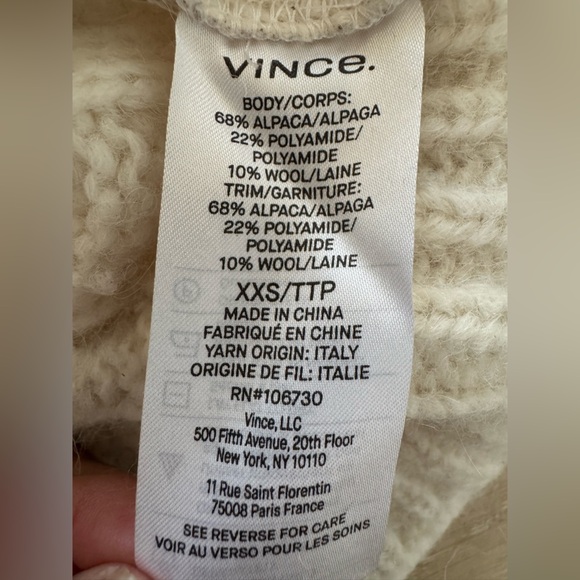 VINCE.
BODY/CORPS:
68% ALPACA/ALPAGA
22% POLYAMIDE/
POLYAMIDE
10% WOOL/LAINE
TRIM/GARNITURE:
68% ALPACA/ALPAGA
22% POLYAMIDE/
POLYAMIDE
10% WOOL/LAINE
XXS/TTP
MADE IN CHINA
FABRIQUÉ EN CHINE
YARN ORIGIN: ITALY
ORIGINE DE FIL: ITALIE
RN#106730
Vince, LLC
500 Fifth Avenue, 20th Floor
New York, NY 10110
11 Rue Saint Florentin
75008 Paris France
SEE REVERSE FOR CARE
VOIR AU VERSO POUR LES SOINS